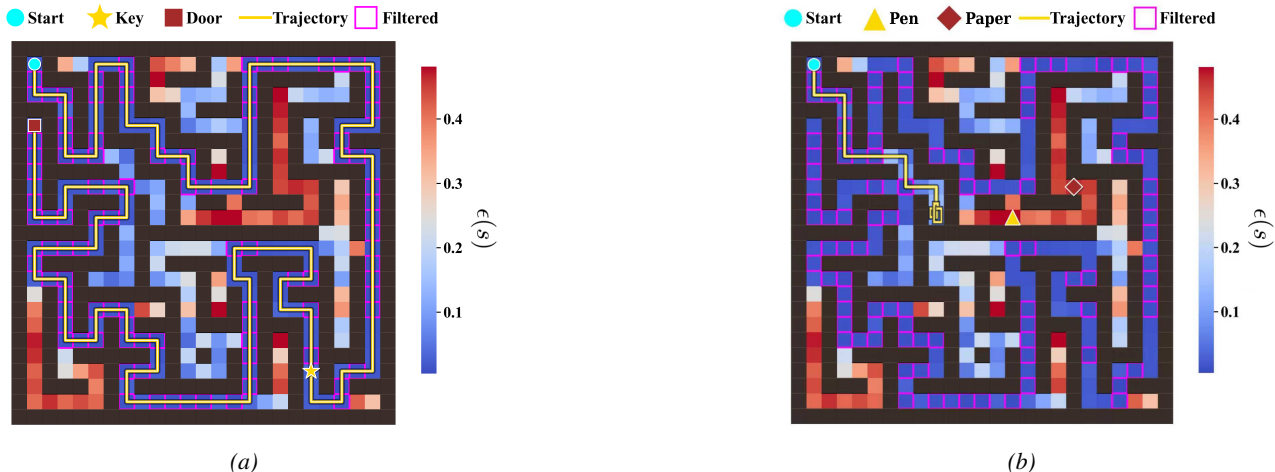 Start Key Door Trajectory Filtered
0.4
0.3
0.2
0.1
ϵ(s)
(a)
Start Pen Paper Trajectory Filtered
0.4
0.3
0.2
0.1
ϵ(s)
(b)